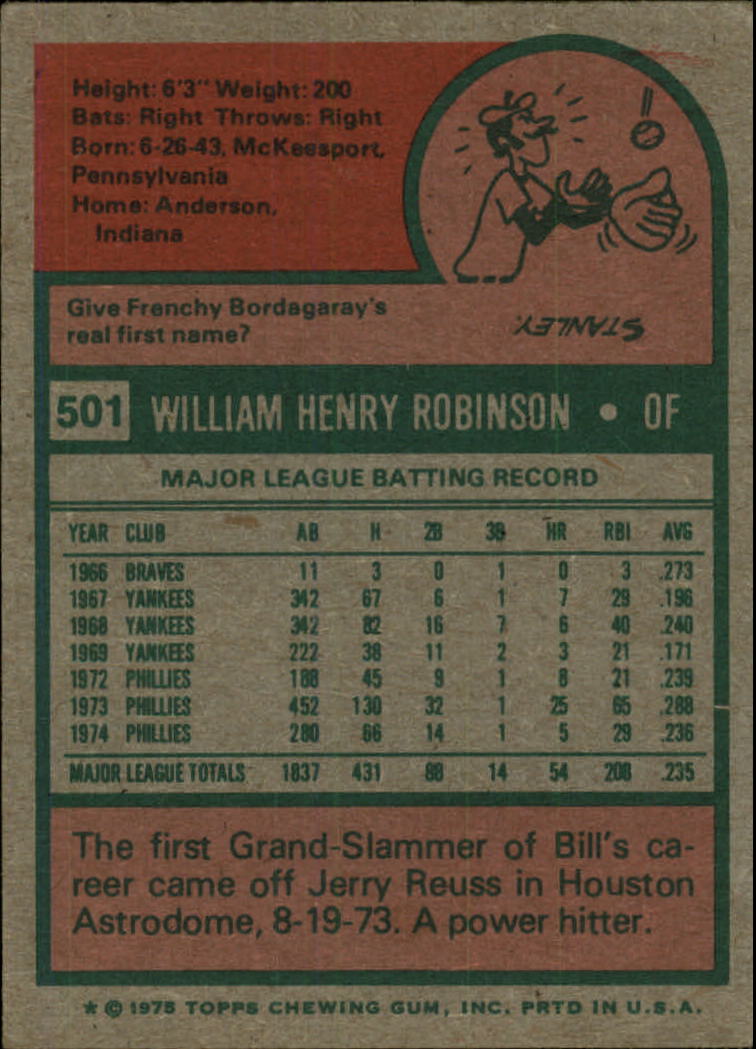 Height: 6'3" Weight: 200
Bats: Right Throws: Right
Born: 6-26-43, McKeesport,
Pennsylvania
Home: Anderson,
Indiana
Give Frenchy Bordagaray's
real first name?
STANLEY.
501 WILLIAM HENRY ROBINSON • OF
MAJOR LEAGUE BATTING RECORD
YEAR CLUB AB H 2B 3B HR RBI AVG
1966 BRAVES 11 3 0 1 0 3 .273
1967 YANKEES 342 67 6 1 7 29 .196
1968 YANKEES 342 82 16 7 6 40 .240
1969 YANKEES 222 38 11 2 3 21 .171
1972 PHILLIES 188 45 9 1 8 21 .239
1973 PHILLIES 452 130 32 1 25 65 .288
1974 PHILLIES 280 66 14 1 5 29 .236
MAJOR LEAGUE TOTALS 1837 431 88 14 54 208 .235
The first Grand-Slammer of Bill's ca-
reer came off Jerry Reuss in Houston
Astrodome, 8-19-73. A power hitter.
* © 1975 TOPPS CHEWING GUM, INC. PRTD IN U.S.A.